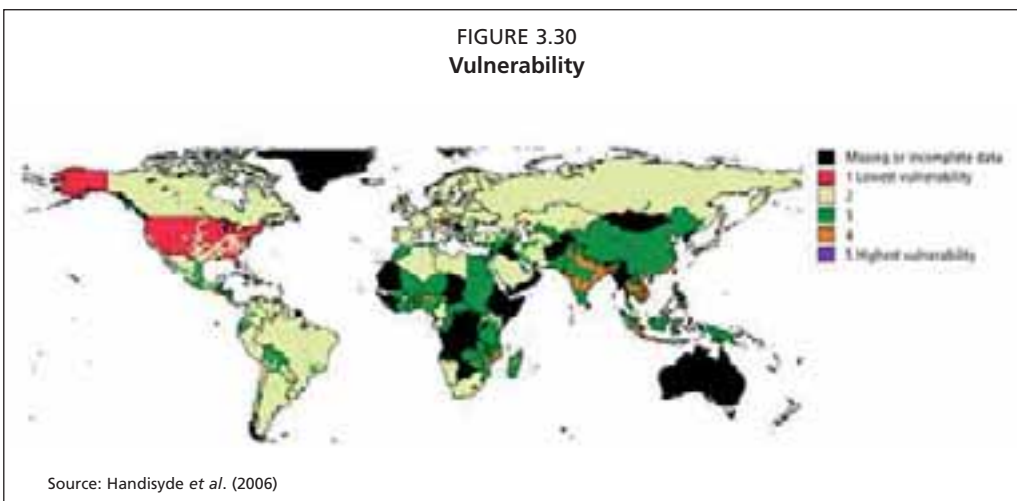 FIGURE 3.30
Vulnerability
Missing or incomplete data
1 Lowest vulnerability
2
3
4
5 Highest vulnerability
Source: Handisyde et al. (2006)